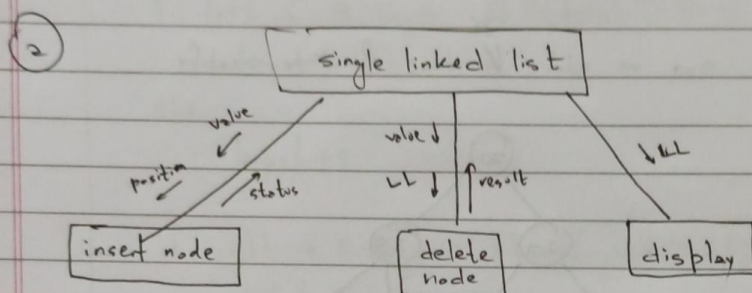 2
single linked list
value
position
status
value
LL
result
LL
insert node
delete
node
display